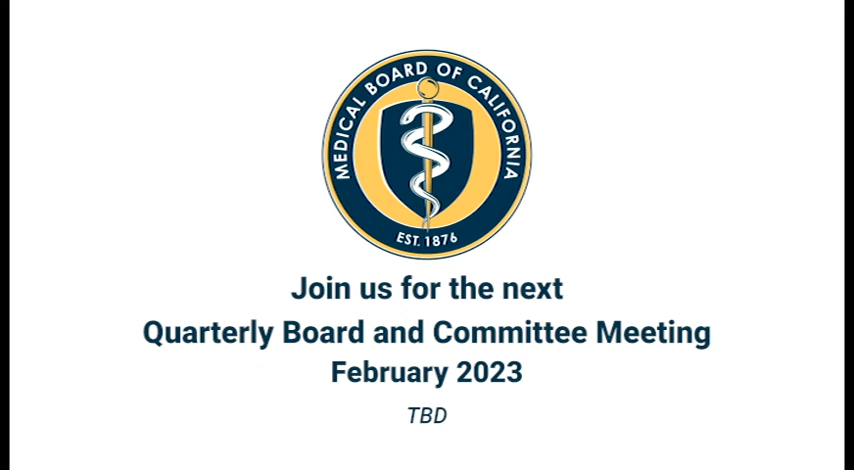 MEDICAL BOARD OF CALIFORNIA
EST. 1876
Join us for the next
Quarterly Board and Committee Meeting
February 2023
TBD